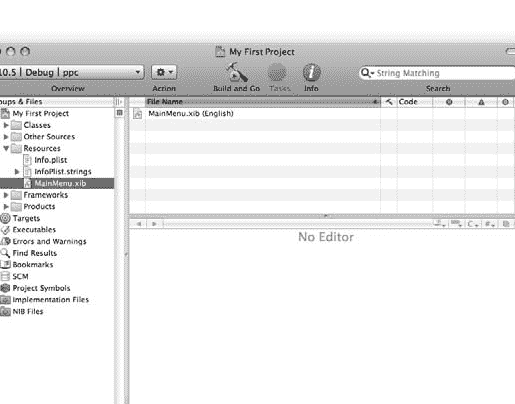 My First Project
10.5 | Debug | ppc
String Matching
Overview
Action
Build and Go
Tasks
Info
Search
oups & Files
File Name
Code
My First Project
MainMenu.xib (English)
Classes
Other Sources
Resources
Info.plist
InfoPlist.strings
MainMenu.xib
Frameworks
Products
Targets
Executables
Errors and Warnings
Find Results
Bookmarks
SCM
Project Symbols
Implementation Files
NIB Files
No Editor